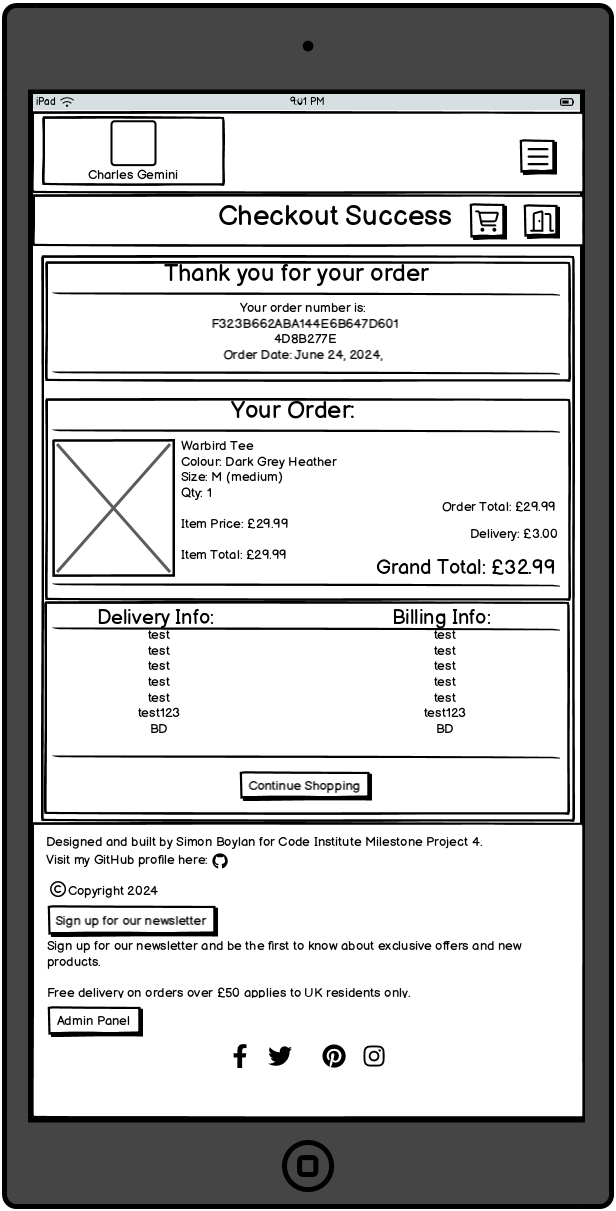 iPad
9:41 PM
Charles Gemini
Checkout Success
Thank you for your order
Your order number is:
F323B662ABA144E6B647D601
4D8B277E
Order Date: June 24, 2024,
Your Order:
Warbird Tee
Colour: Dark Grey Heather
Size: M (medium)
Qty: 1
Item Price: £29.99
Item Total: £29.99
Order Total: £29.99
Delivery: £3.00
Grand Total: £32.99
Delivery Info:
test
test
test
test
test
test123
BD
Billing Info:
test
test
test
test
test
test123
BD
Continue Shopping
Designed and built by Simon Boylan for Code Institute Milestone Project 4.
Visit my GitHub profile here:
© Copyright 2024
Sign up for our newsletter
Sign up for our newsletter and be the first to know about exclusive offers and new
products.
Free delivery on orders over £50 applies to UK residents only.
Admin Panel